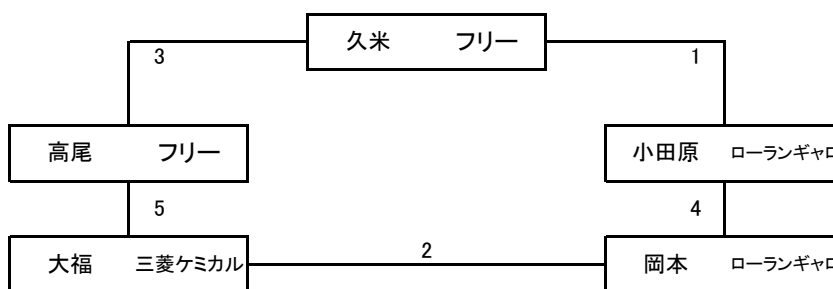 久米 フリー
3
1
高尾 フリー
小田原 ローランギャロ
5
4
大福 三菱ケミカル
2
岡本 ローランギャロ